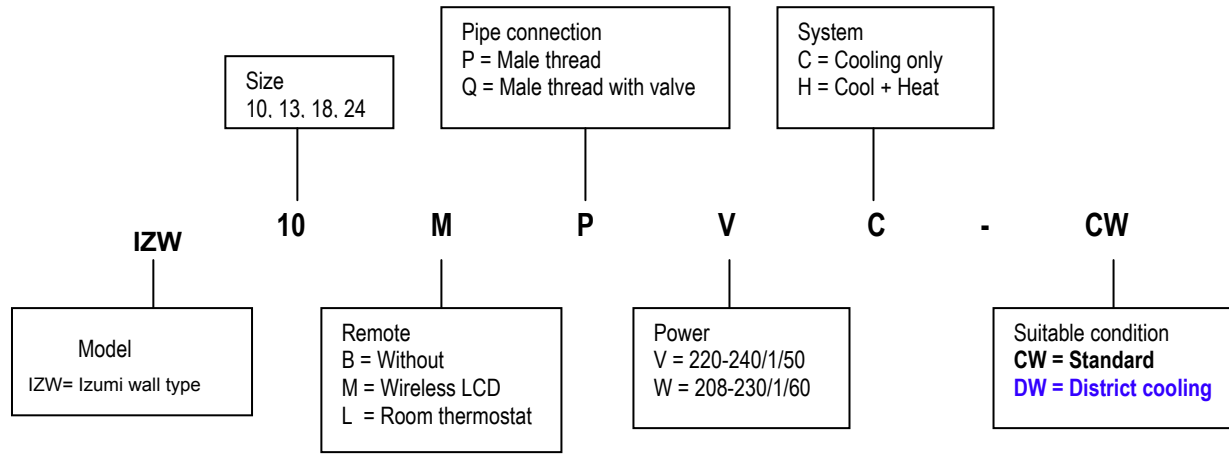 Size
10, 13, 18, 24
Pipe connection
P = Male thread
Q = Male thread with valve
System
C = Cooling only
H = Cool + Heat
IZW 10 M P V C - CW
Model
IZW= Izumi wall type
Remote
B = Without
M = Wireless LCD
L = Room thermostat
Power
V = 220-240/1/50
W = 208-230/1/60
Suitable condition
CW = Standard
DW = District cooling